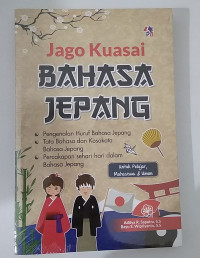 Jago Kuasai
BAHASA
JEPANG
Pengenalan Huruf Bahasa Jepang
Tata Bahasa dan Kosakata
Bahasa Jepang
Percakapan sehari-hari dalam
Bahasa Jepang
Untuk Pelajar,
Mahasiswa & Umum